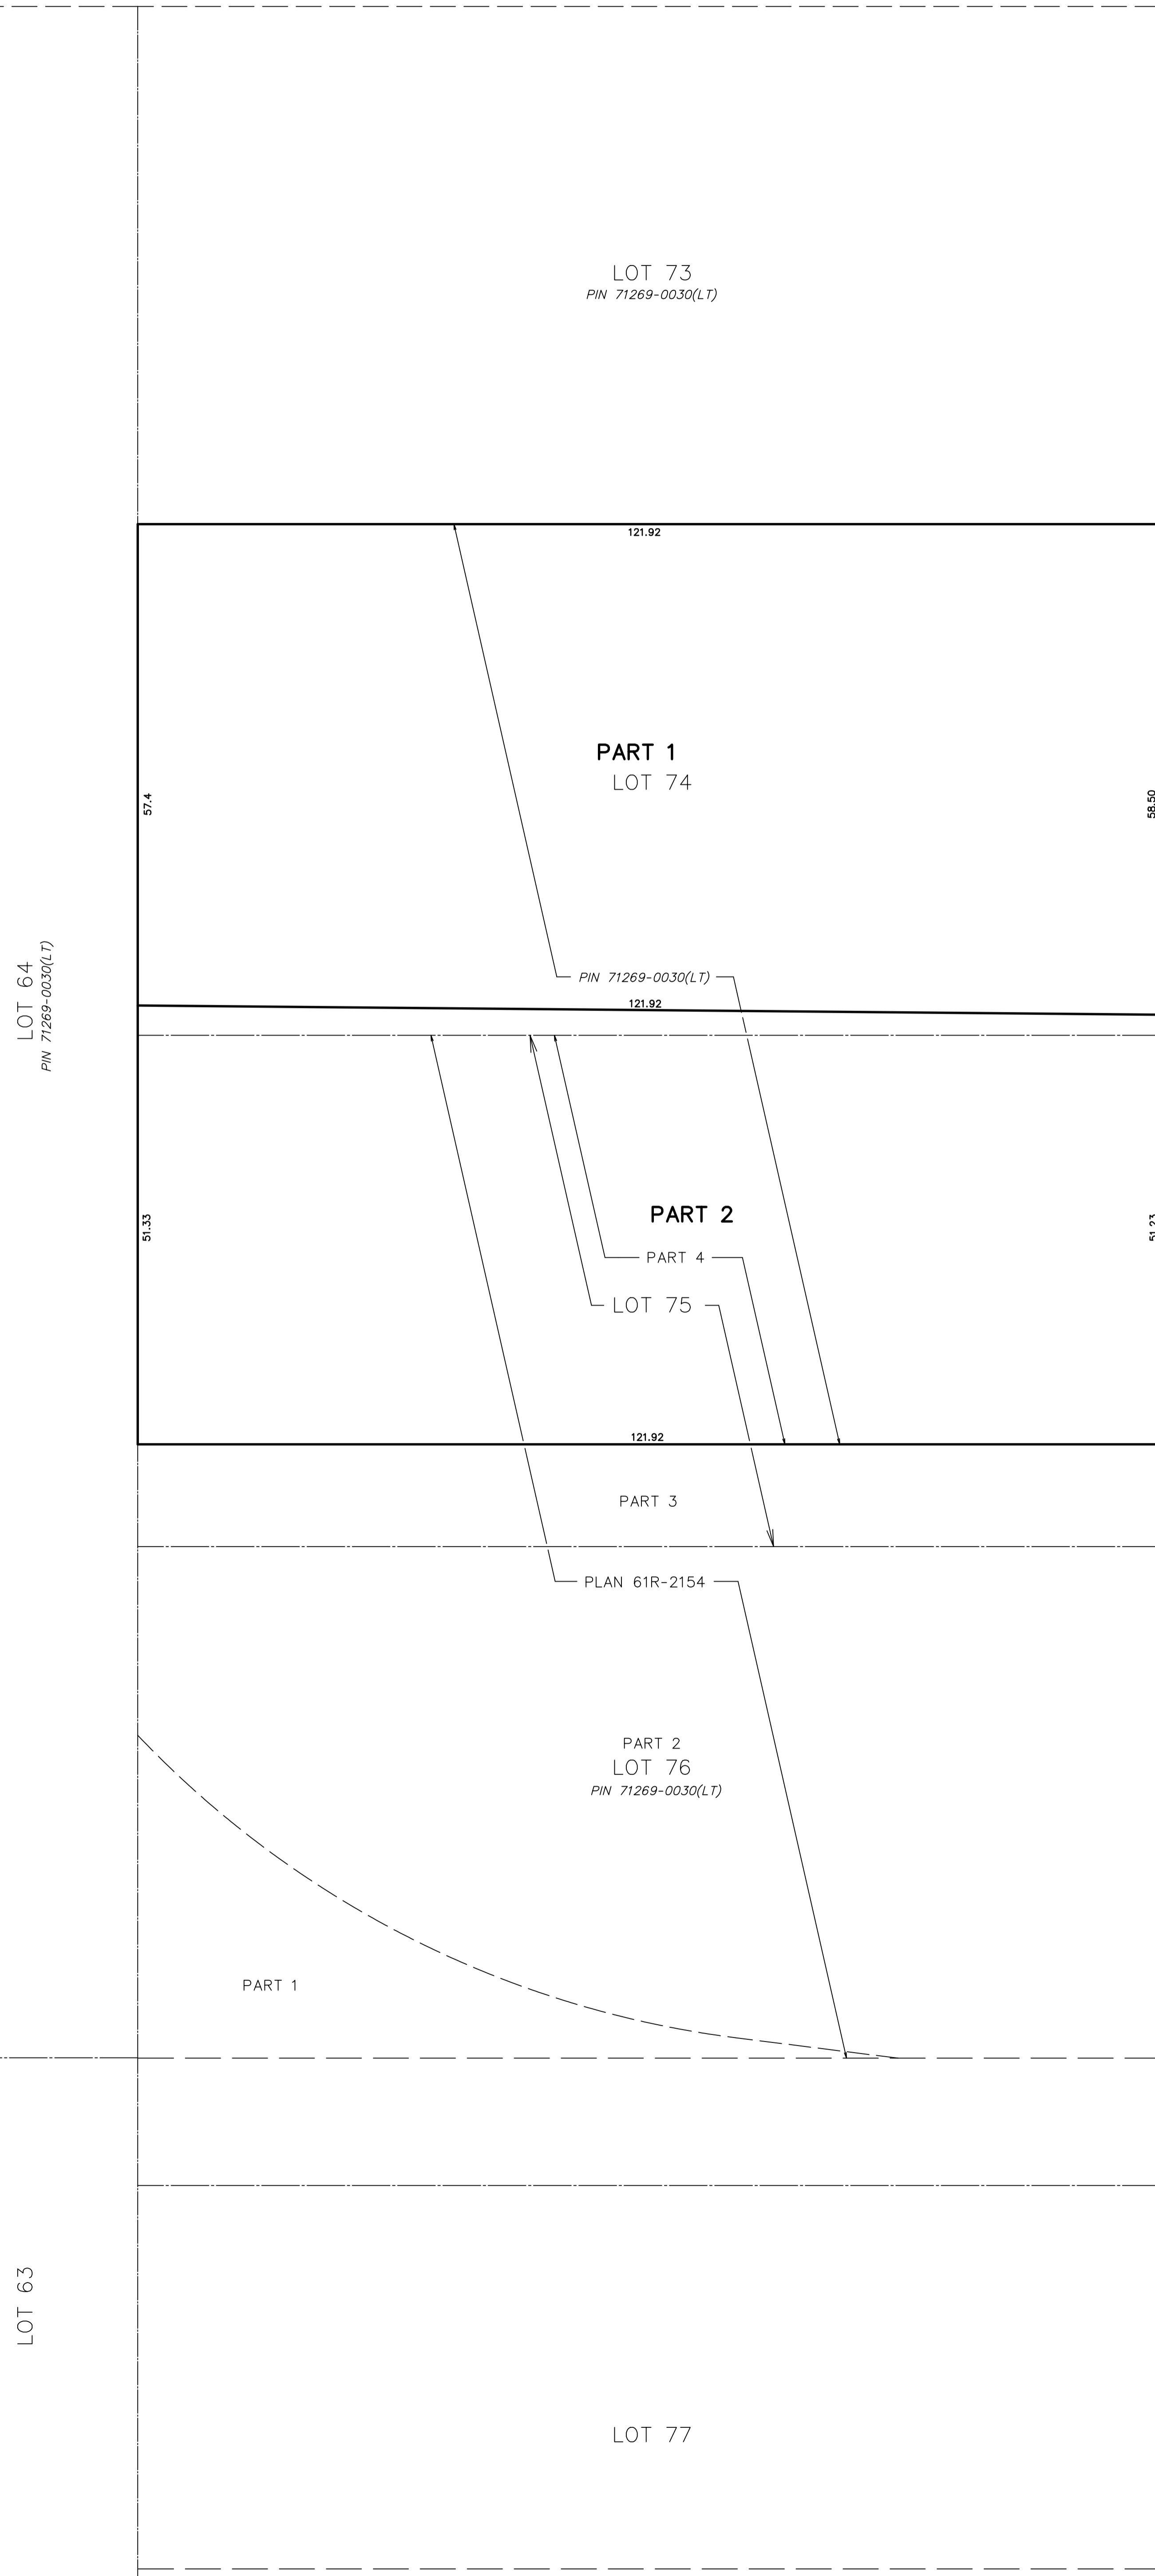 LOT 73
PIN 71269-0030(LT)
121.92
PART 1
LOT 74
57.4
58.50
LOT 64
PIN 71269-0030(LT)
PIN 71269-0030(LT)
121.92
PART 2
51.33
51.23
PART 4
LOT 75
121.92
PART 3
PLAN 61R-2154
PART 2
LOT 76
PIN 71269-0030(LT)
PART 1
LOT 63
LOT 77